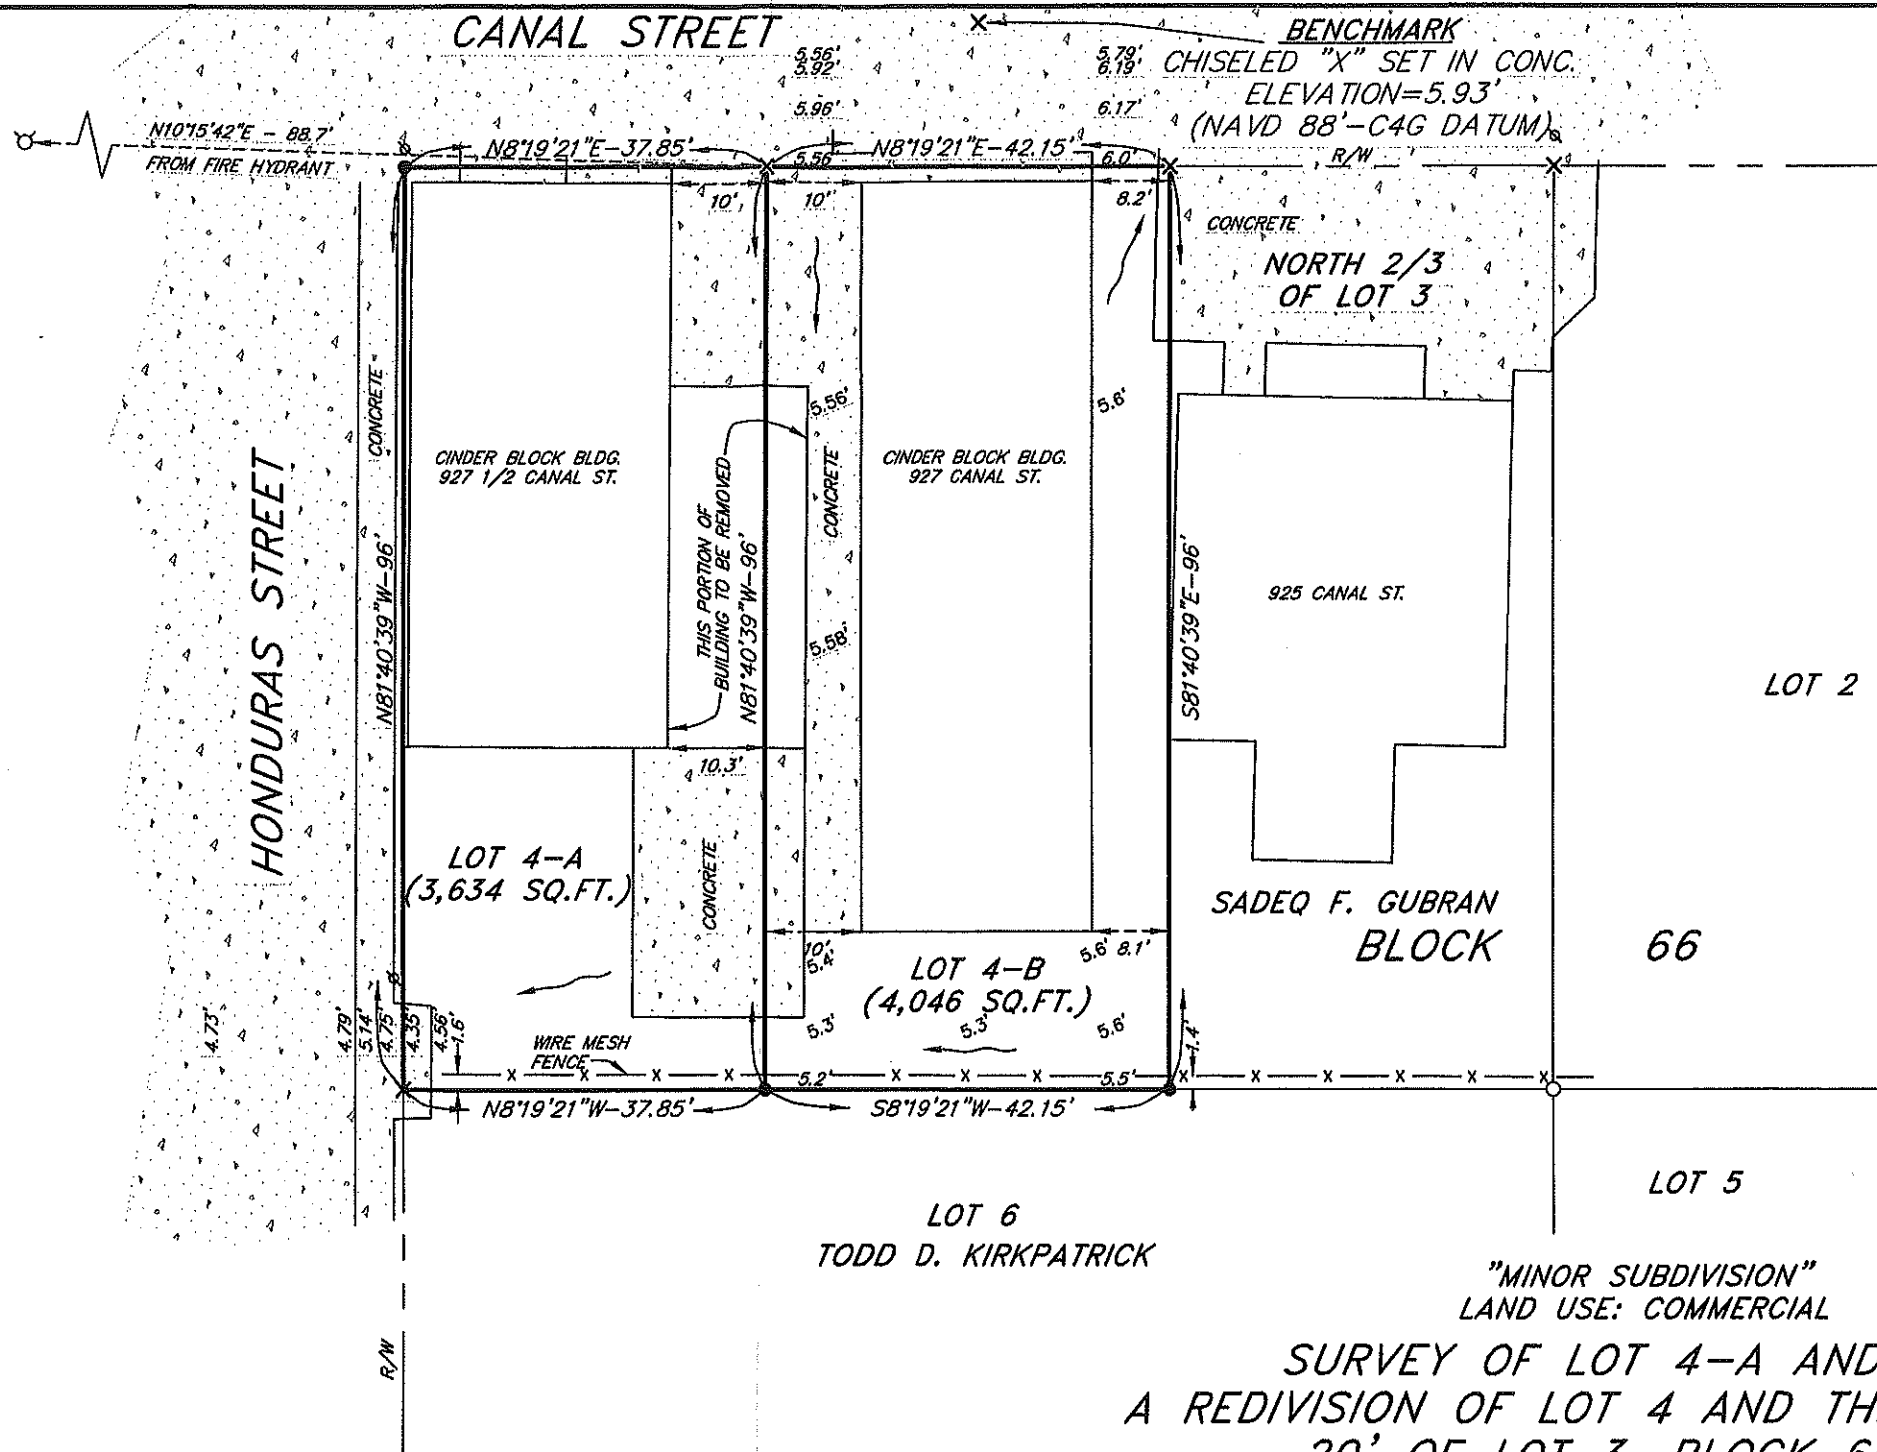 CANAL STREET
BENCHMARK
CHISELED "X" SET IN CONC.
ELEVATION=5.93'
(NAVD 88'-C4G DATUM)
5.56'
5.92'
5.96'
5.79'
6.19'
6.17'
N10°15'42"E - 88.7'
FROM FIRE HYDRANT
N8°19'21"E-37.85'
5.56'
N8°19'21"E-42.15'
6.0'
R/W
10'
10'
8.2'
CONCRETE
NORTH 2/3
OF LOT 3
CONCRETE
HONDURAS STREET
N81°40'39"W-96'
CINDER BLOCK BLDG.
927 1/2 CANAL ST.
THIS PORTION OF
BUILDING TO BE REMOVED
N81°40'39"W-96'
5.56'
CONCRETE
5.58'
CINDER BLOCK BLDG.
927 CANAL ST.
5.6'
S81°40'39"E-96'
925 CANAL ST.
LOT 2
10.3'
LOT 4-A
(3,634 SQ.FT.)
CONCRETE
SADEQ F. GUBRAN
BLOCK 66
10'
5.4'
5.6' 8.1'
LOT 4-B
(4,046 SQ.FT.)
4.73'
4.79'
5.14'
4.75'
4.35'
4.56'
1.6'
WIRE MESH
FENCE
5.3'
5.3'
5.6'
1.4'
5.2'
5.5'
N8°19'21"W-37.85'
S8°19'21"W-42.15'
LOT 5
LOT 6
TODD D. KIRKPATRICK
"MINOR SUBDIVISION"
LAND USE: COMMERCIAL
R/W
SURVEY OF LOT 4-A AND
A REDIVISION OF LOT 4 AND
20' OF LOT 3, BLOCK